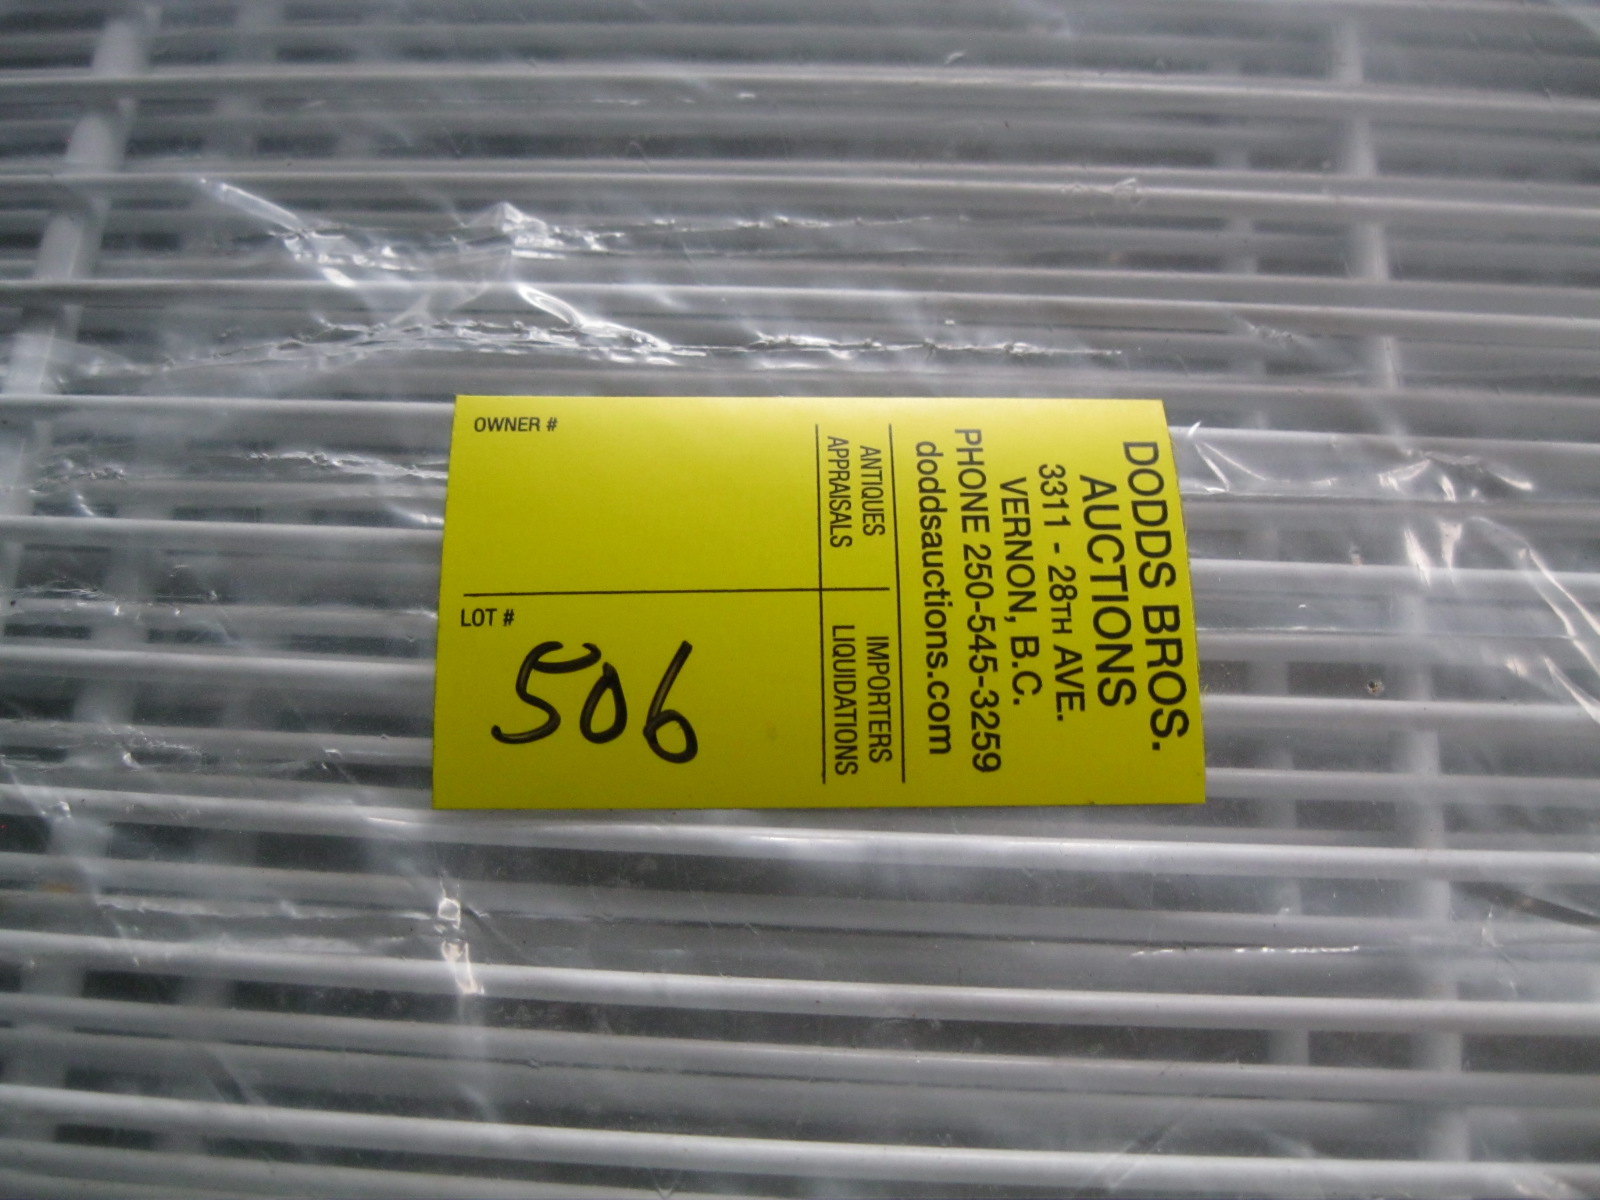 DODDS BROS.
AUCTIONS
3311 - 28TH AVE.
VERNON, B.C.
PHONE 250-545-3259
doddsauctions.com
ANTIQUES
APPRAISALS
IMPORTERS
LIQUIDATIONS
OWNER #
LOT #
506